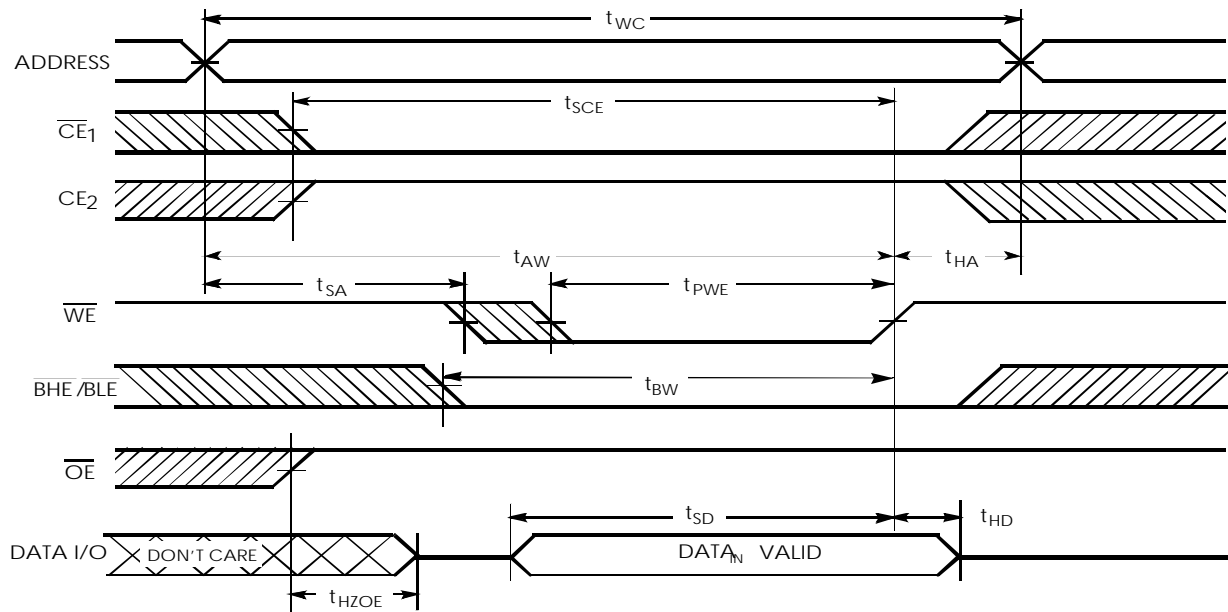 tWC
ADDRESS
tSCE
CE1
CE2
tAW
tHA
tSA
tPWE
WE
BHE/BLE
tBW
OE
tSD
tHD
DATA I/O
DON'T CARE
DATAIN VALID
tHZOE